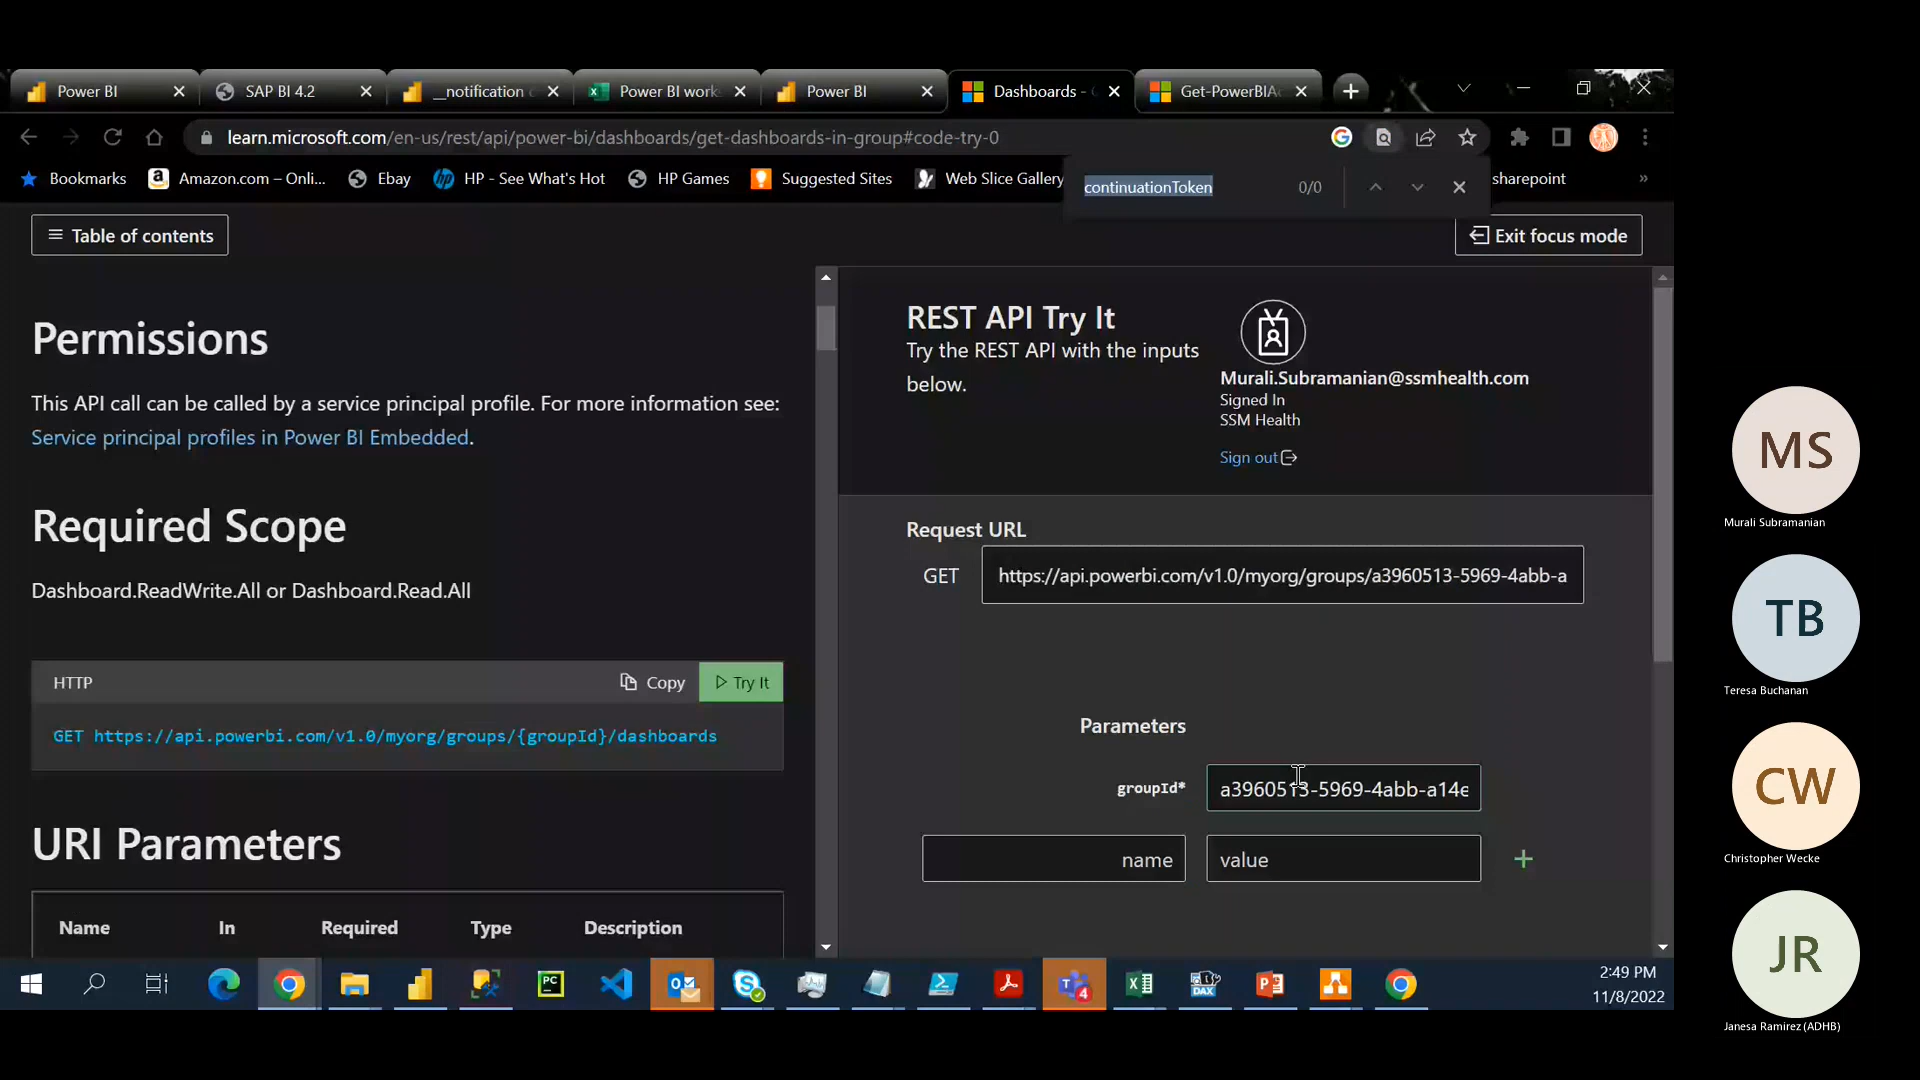 Power BI
SAP BI 4.2
__notification
Power BI work
Power BI
Dashboards -
Get-PowerBIA
learn.microsoft.com/en-us/rest/api/power-bi/dashboards/get-dashboards-in-group#code-try-0
Bookmarks
Amazon.com – Onli...
Ebay
HP - See What's Hot
HP Games
Suggested Sites
Web Slice Gallery
continuationToken
0/0
sharepoint
»
Table of contents
Exit focus mode
Permissions
This API call can be called by a service principal profile. For more information see:
Service principal profiles in Power BI Embedded.
Required Scope
Dashboard.ReadWrite.All or Dashboard.Read.All
HTTP
Copy
Try It
GET https://api.powerbi.com/v1.0/myorg/groups/{groupId}/dashboards
URI Parameters
Name
In
Required
Type
Description
REST API Try It
Try the REST API with the inputs
below.
Murali.Subramanian@ssmhealth.com
Signed In
SSM Health
Sign out
Request URL
GET
https://api.powerbi.com/v1.0/myorg/groups/a3960513-5969-4abb-a
Parameters
groupId*
a3960513-5969-4abb-a14e
name
value
+
PC
4
DAX
2:49 PM
11/8/2022
MS
Murali Subramanian
TB
Teresa Buchanan
CW
Christopher Wecke
JR
Janesa Ramirez (ADHB)